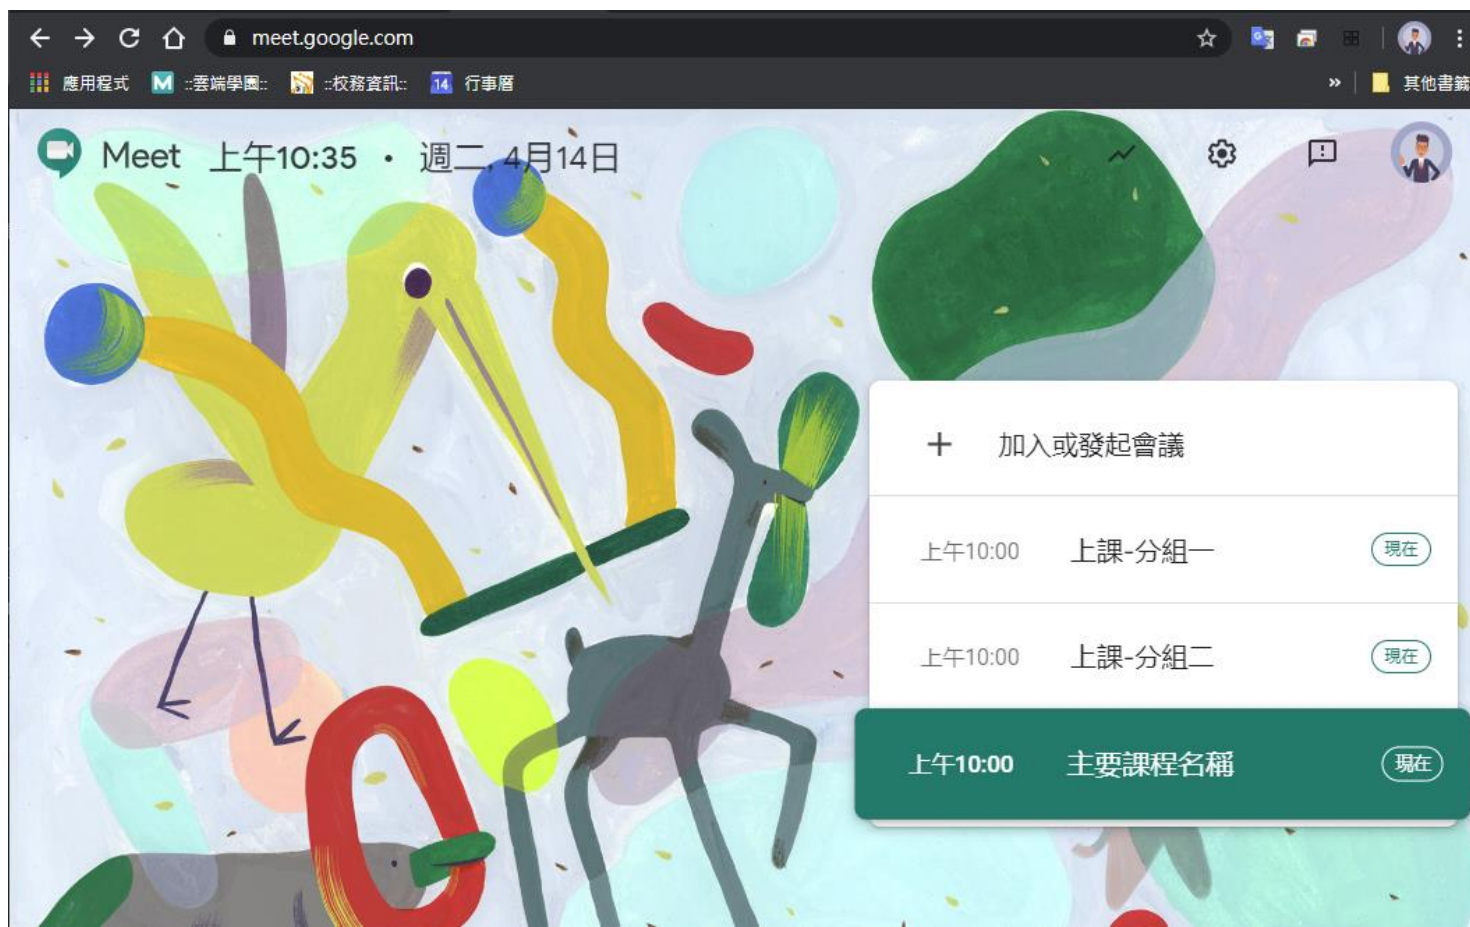 meet.google.com
應用程式 ::雲端學園:: ::校務資訊:: 14 行事曆 » 其他書籤
Meet 上午10:35 • 週二, 4月14日
加入或發起會議
上午10:00 上課-分組一 現在
上午10:00 上課-分組二 現在
上午10:00 主要課程名稱 現在